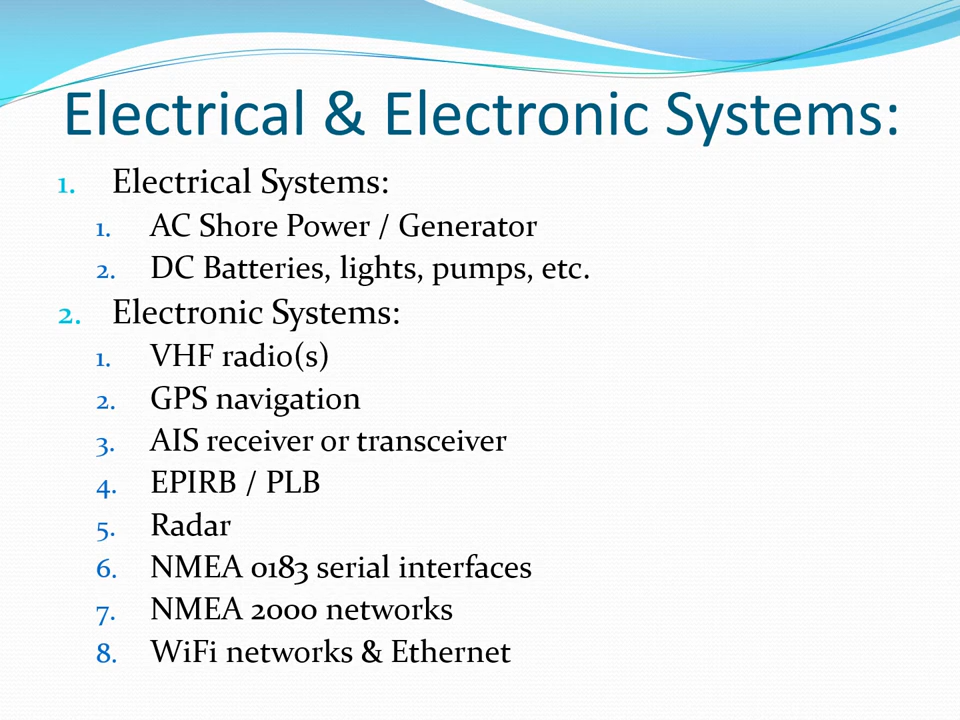 Electrical & Electronic Systems:
1. Electrical Systems:
1. AC Shore Power / Generator
2. DC Batteries, lights, pumps, etc.
2. Electronic Systems:
1. VHF radio(s)
2. GPS navigation
3. AIS receiver or transceiver
4. EPIRB / PLB
5. Radar
6. NMEA 0183 serial interfaces
7. NMEA 2000 networks
8. WiFi networks & Ethernet